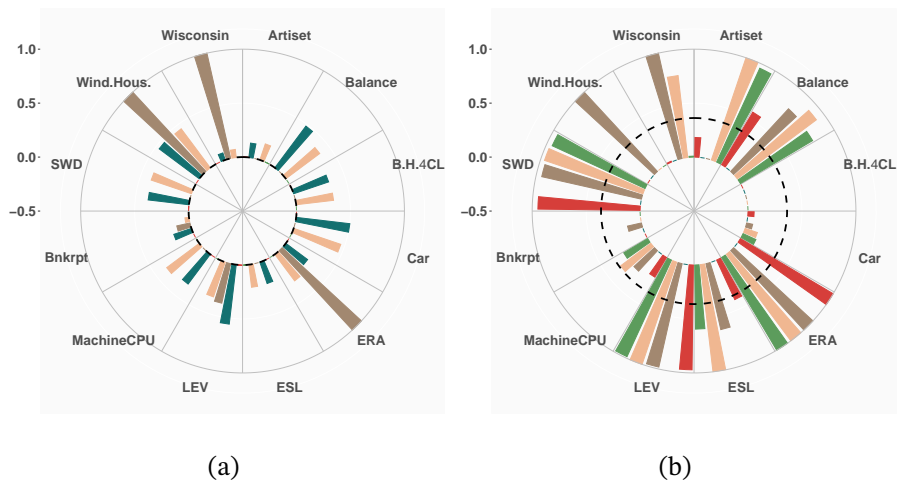 1.0
0.5
0.0
−0.5
Wisconsin
Artiset
Wind.Hous.
Balance
SWD
B.H.4CL
Bnkrpt
Car
MachineCPU
ERA
LEV
ESL
(a)
1.0
0.5
0.0
−0.5
Wisconsin
Artiset
Wind.Hous.
Balance
SWD
B.H.4CL
Bnkrpt
Car
MachineCPU
ERA
LEV
ESL
(b)